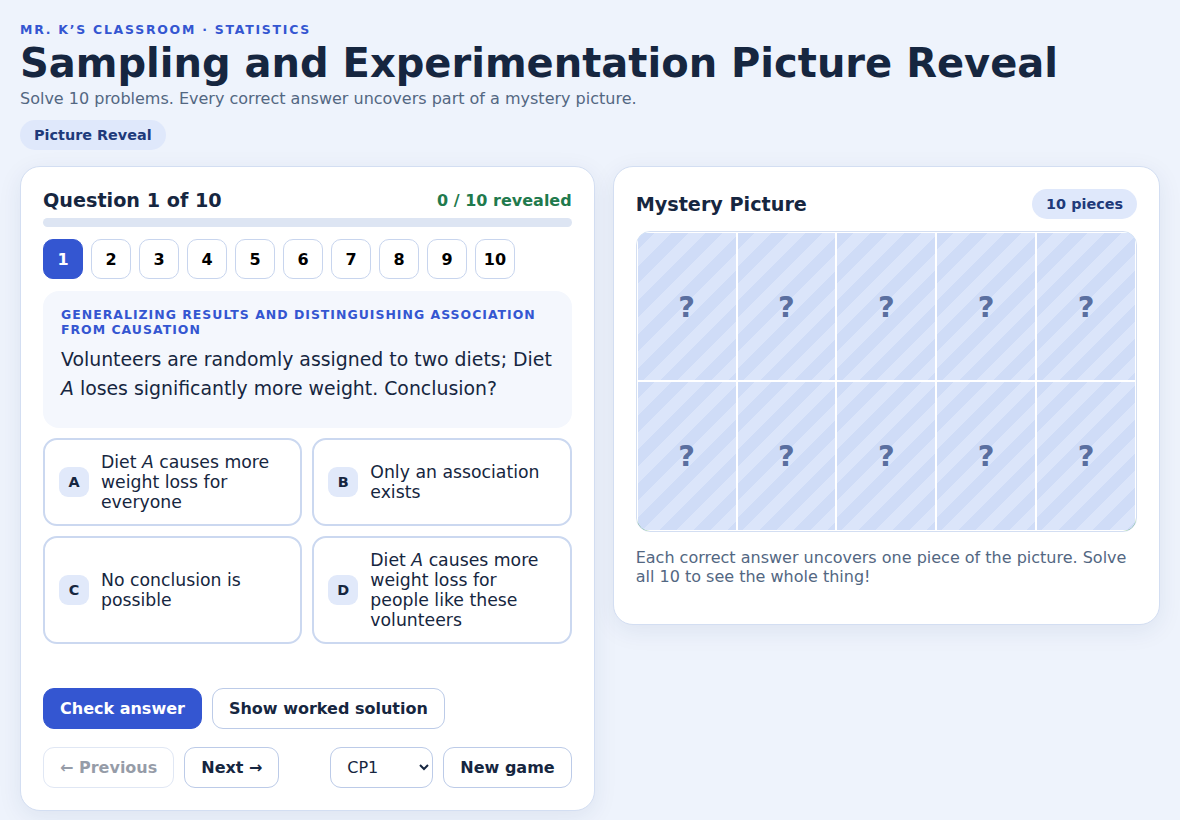 MR. K’S CLASSROOM · STATISTICS
Sampling and Experimentation Picture Reveal
Solve 10 problems. Every correct answer uncovers part of a mystery picture.
Picture Reveal
Question 1 of 10
0 / 10 revealed
1 2 3 4 5 6 7 8 9 10
GENERALIZING RESULTS AND DISTINGUISHING ASSOCIATION
FROM CAUSATION
Volunteers are randomly assigned to two diets; Diet
A loses significantly more weight. Conclusion?
A
Diet A causes more
weight loss for
everyone
B
Only an association
exists
C
No conclusion is
possible
D
Diet A causes more
weight loss for
people like these
volunteers
Check answer
Show worked solution
← Previous
Next →
CP1
New game
Mystery Picture
10 pieces
? ? ? ? ?
? ? ? ? ?
Each correct answer uncovers one piece of the picture. Solve
all 10 to see the whole thing!